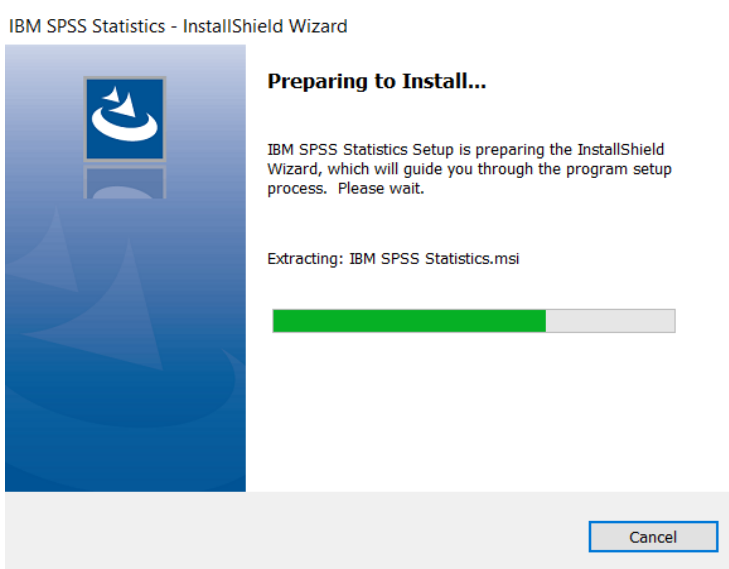 IBM SPSS Statistics - InstallShield Wizard
Preparing to Install...
IBM SPSS Statistics Setup is preparing the InstallShield
Wizard, which will guide you through the program setup
process.  Please wait.
Extracting: IBM SPSS Statistics.msi
Cancel